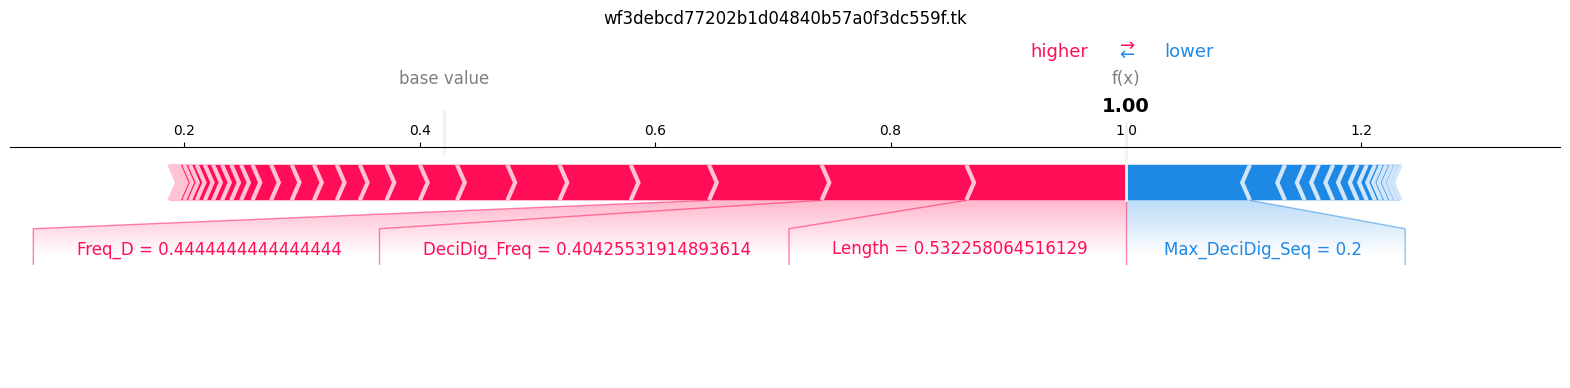 wf3debcd77202b1d04840b57a0f3dc559f.tk
higher ⇄ lower
base value f(x)
1.00
0.2 0.4 0.6 0.8 1.0 1.2
Freq_D = 0.4444444444444444 DeciDig_Freq = 0.40425531914893614 Length = 0.532258064516129 Max_DeciDig_Seq = 0.2